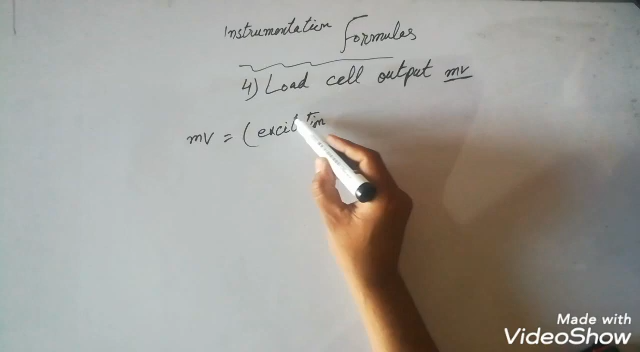 Instrumentation formulas
4) Load cell output mv
mv = ( excitation
Made with
VideoShow